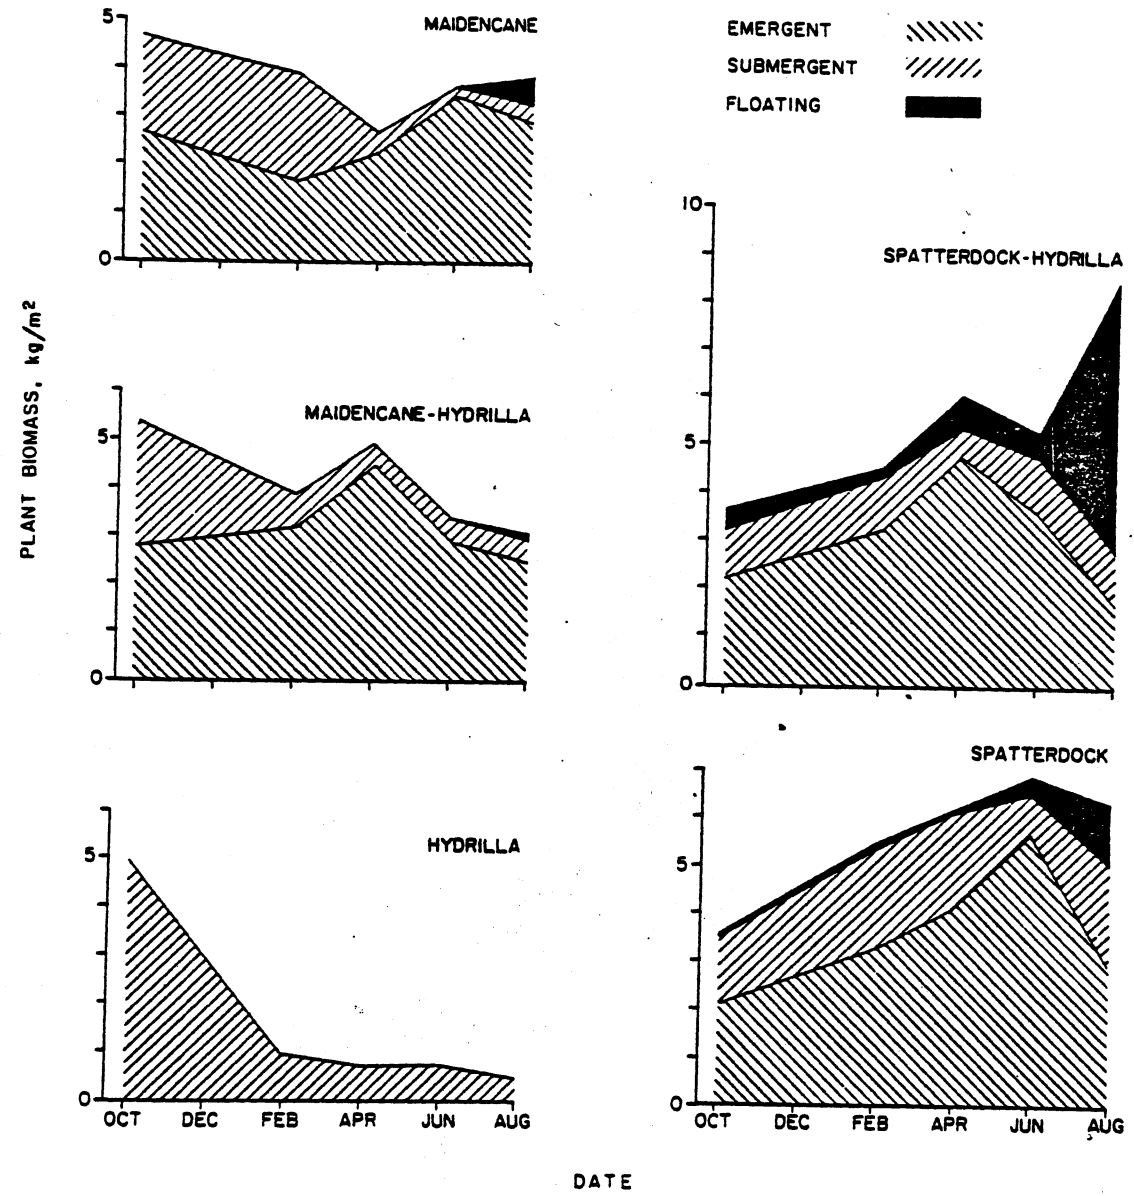 EMERGENT
SUBMERGENT
FLOATING
PLANT BIOMASS, kg/m²
MAIDENCANE
5
0
MAIDENCANE-HYDRILLA
5
0
HYDRILLA
5
0
OCT DEC FEB APR JUN AUG
SPATTERDOCK-HYDRILLA
10
5
0
SPATTERDOCK
5
0
OCT DEC FEB APR JUN AUG
DATE